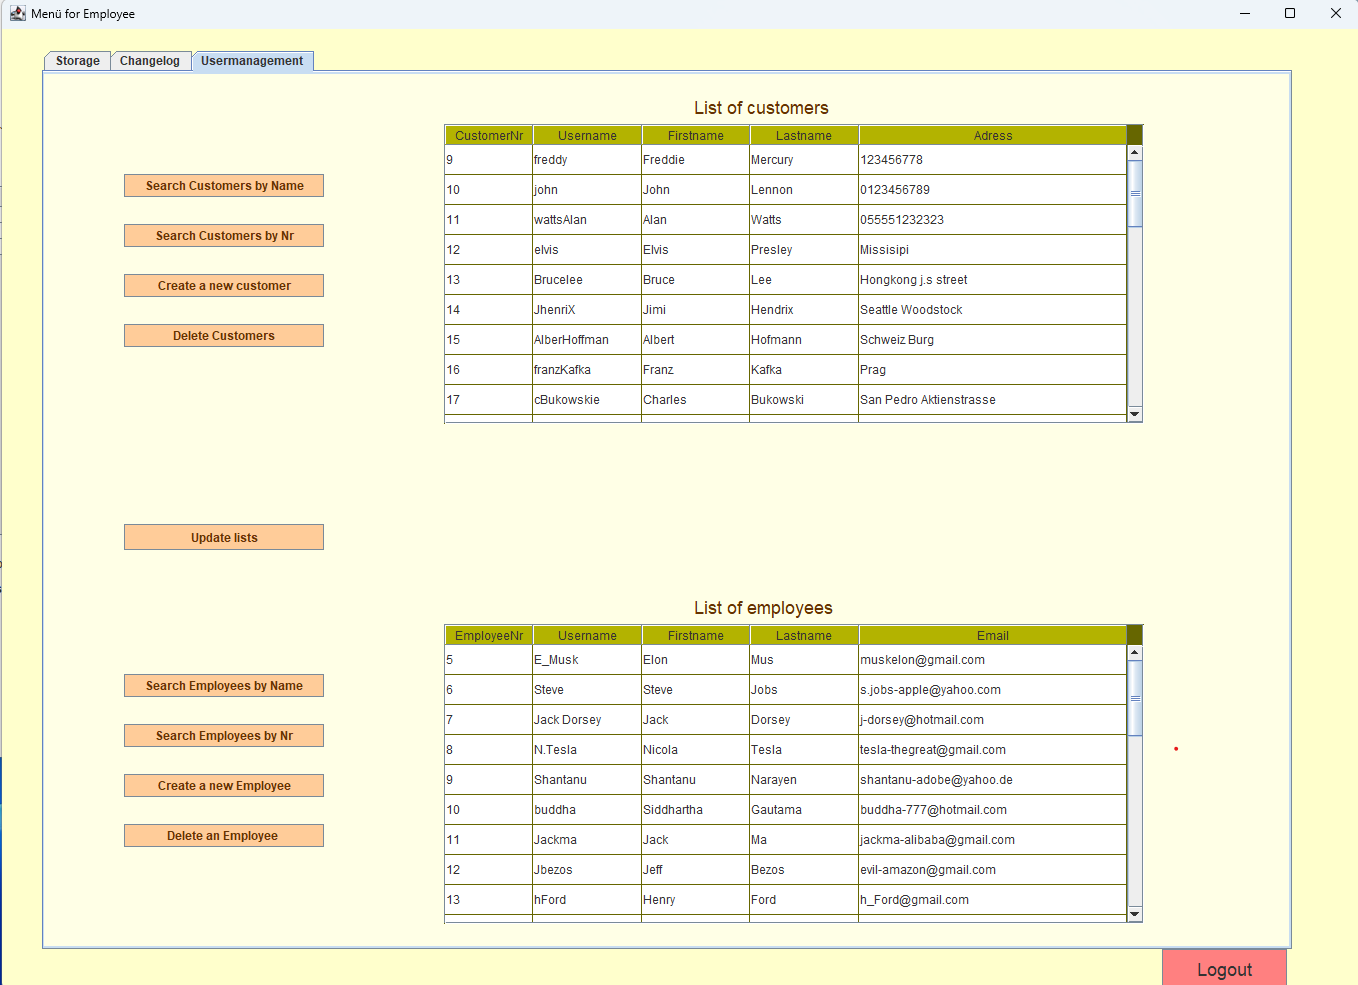 Menü for Employee
Storage Changelog Usermanagement
List of customers
CustomerNr Username Firstname Lastname Adress
9 freddy Freddie Mercury 123456778
10 john John Lennon 0123456789
11 wattsAlan Alan Watts 055551232323
12 elvis Elvis Presley Missisipi
13 Brucelee Bruce Lee Hongkong j.s street
14 JhenriX Jimi Hendrix Seattle Woodstock
15 AlberHoffman Albert Hofmann Schweiz Burg
16 franzKafka Franz Kafka Prag
17 cBukowskie Charles Bukowski San Pedro Aktienstrasse
Search Customers by Name
Search Customers by Nr
Create a new customer
Delete Customers
Update lists
List of employees
EmployeeNr Username Firstname Lastname Email
5 E_Musk Elon Mus muskelon@gmail.com
6 Steve Steve Jobs s.jobs-apple@yahoo.com
7 Jack Dorsey Jack Dorsey j-dorsey@hotmail.com
8 N.Tesla Nicola Tesla tesla-thegreat@gmail.com
9 Shantanu Shantanu Narayen shantanu-adobe@yahoo.de
10 buddha Siddhartha Gautama buddha-777@hotmail.com
11 Jackma Jack Ma jackma-alibaba@gmail.com
12 Jbezos Jeff Bezos evil-amazon@gmail.com
13 hFord Henry Ford h_Ford@gmail.com
Search Employees by Name
Search Employees by Nr
Create a new Employee
Delete an Employee
Logout